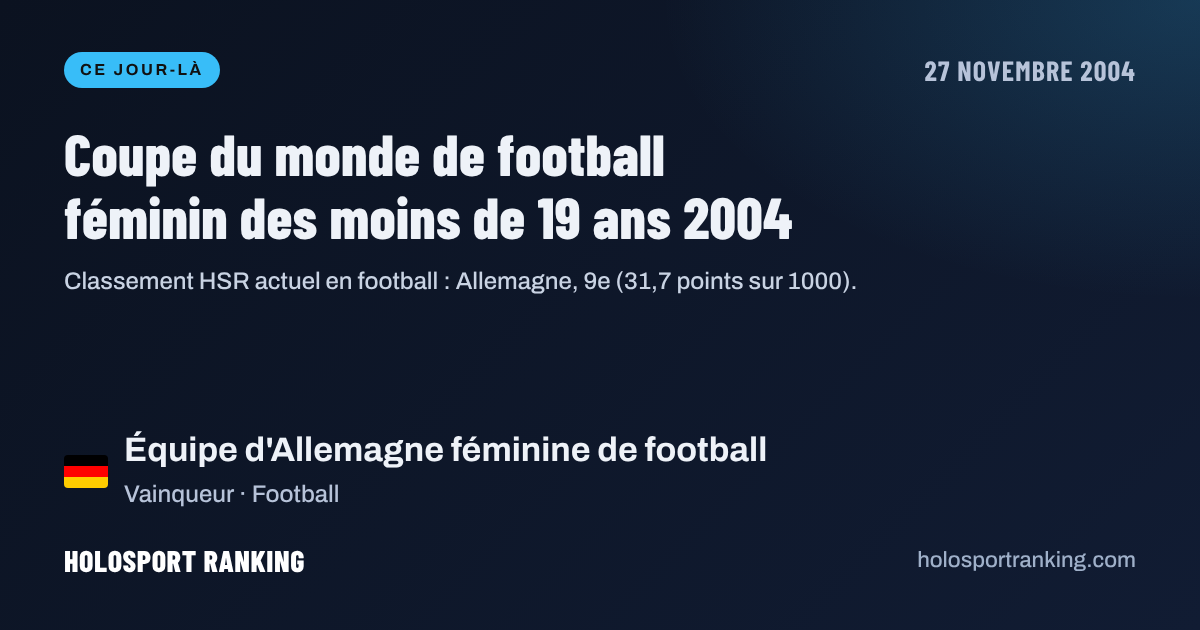 CE JOUR-LÀ
27 NOVEMBRE 2004
Coupe du monde de football
féminin des moins de 19 ans 2004
Classement HSR actuel en football : Allemagne, 9e (31,7 points sur 1000).
Équipe d'Allemagne féminine de football
Vainqueur · Football
HOLOSPORT RANKING
holosportranking.com